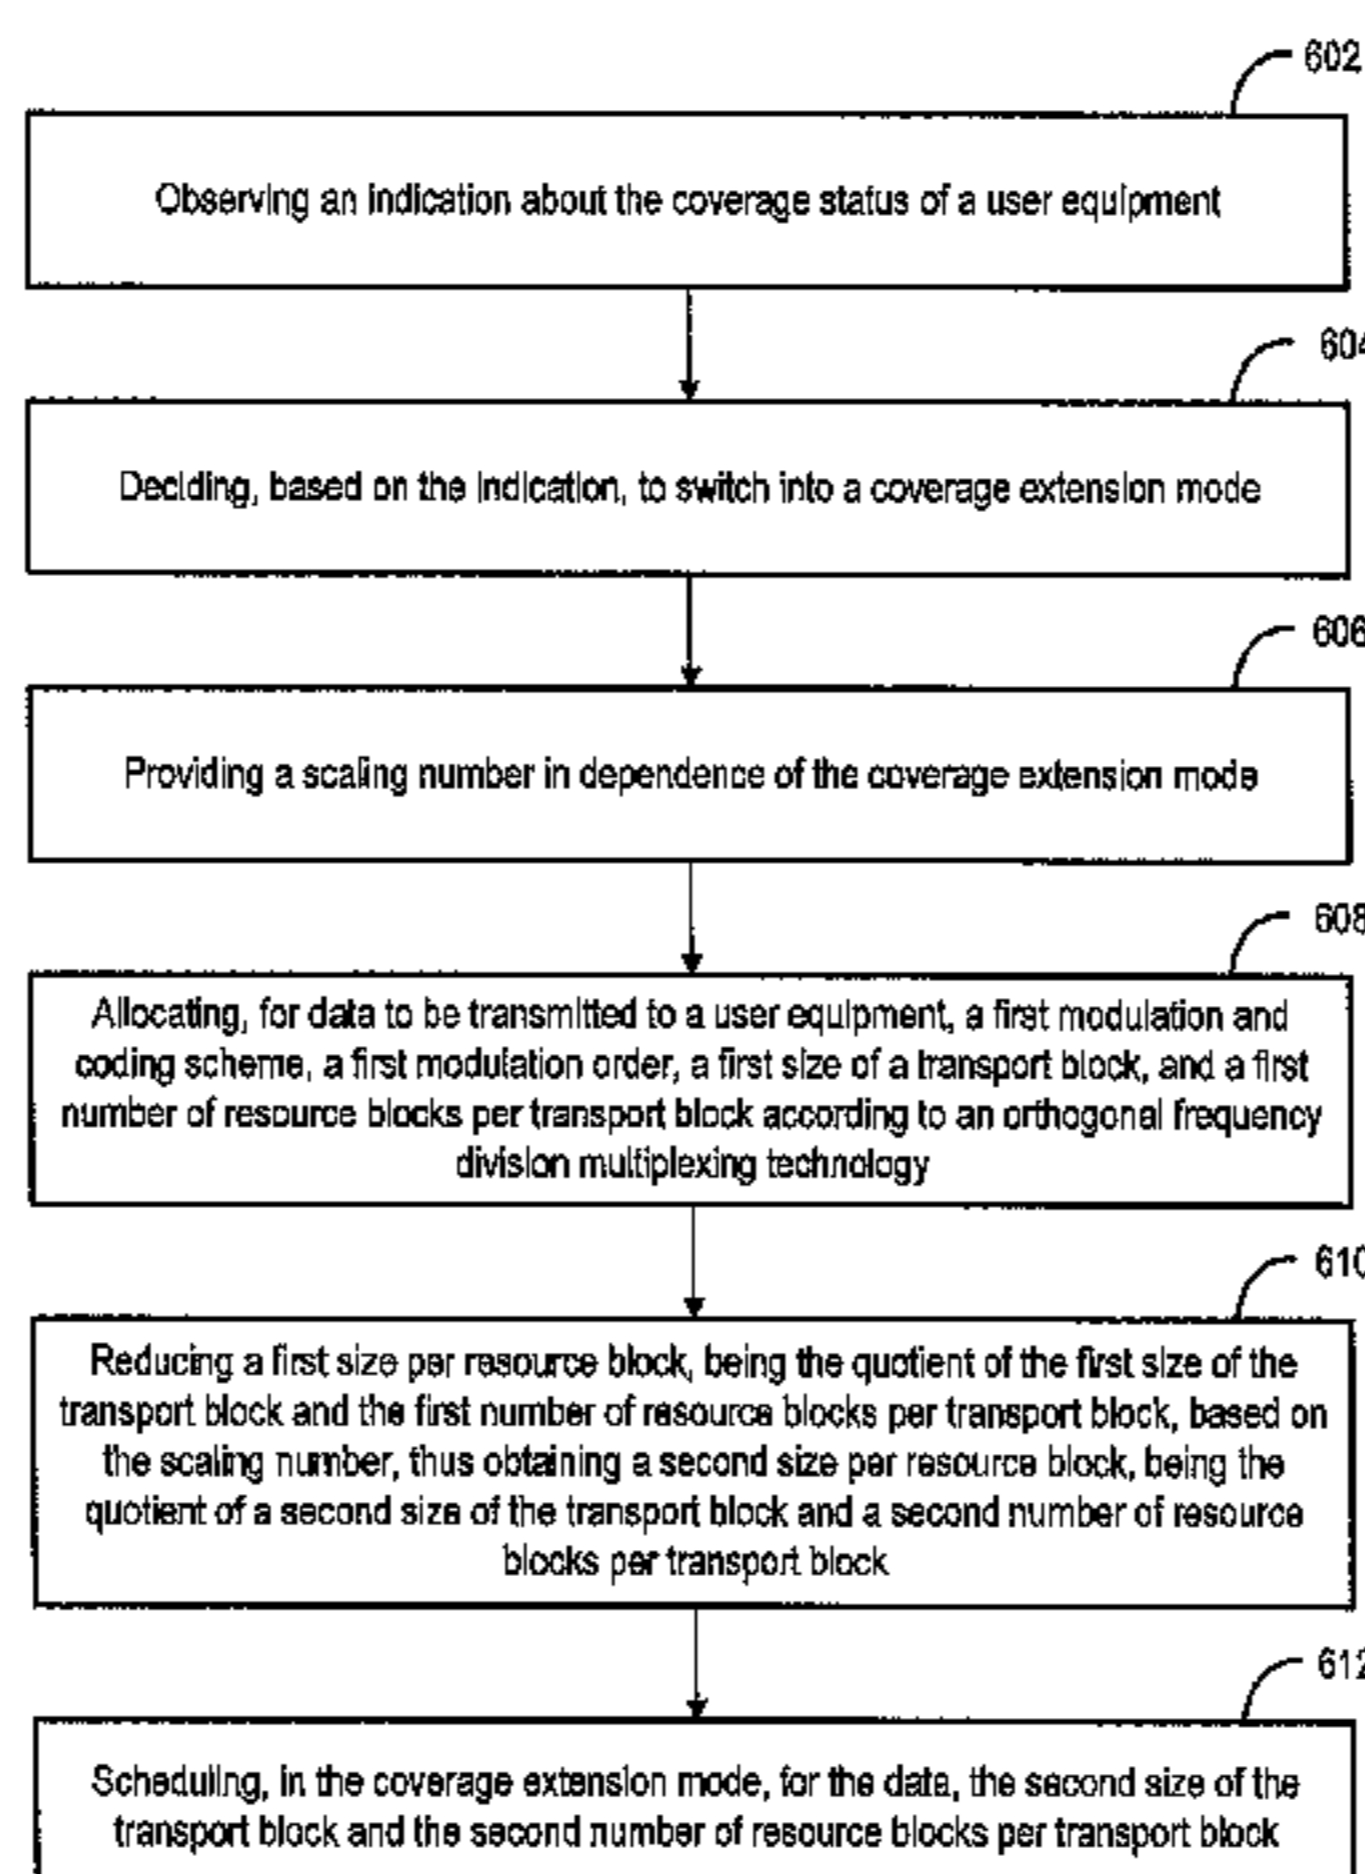 602
Observing an indication about the coverage status of a user equipment
604
Deciding, based on the indication, to switch into a coverage extension mode
606
Providing a scaling number in dependence of the coverage extension mode
608
Allocating, for data to be transmitted to a user equipment, a first modulation and
coding scheme, a first modulation order, a first size of a transport block, and a first
number of resource blocks per transport block according to an orthogonal frequency
division multiplexing technology
610
Reducing a first size per resource block, being the quotient of the first size of the
transport block and the first number of resource blocks per transport block, based on
the scaling number, thus obtaining a second size per resource block, being the
quotient of a second size of the transport block and a second number of resource
blocks per transport block
612
Scheduling, in the coverage extension mode, for the data, the second size of the
transport block and the second number of resource blocks per transport block